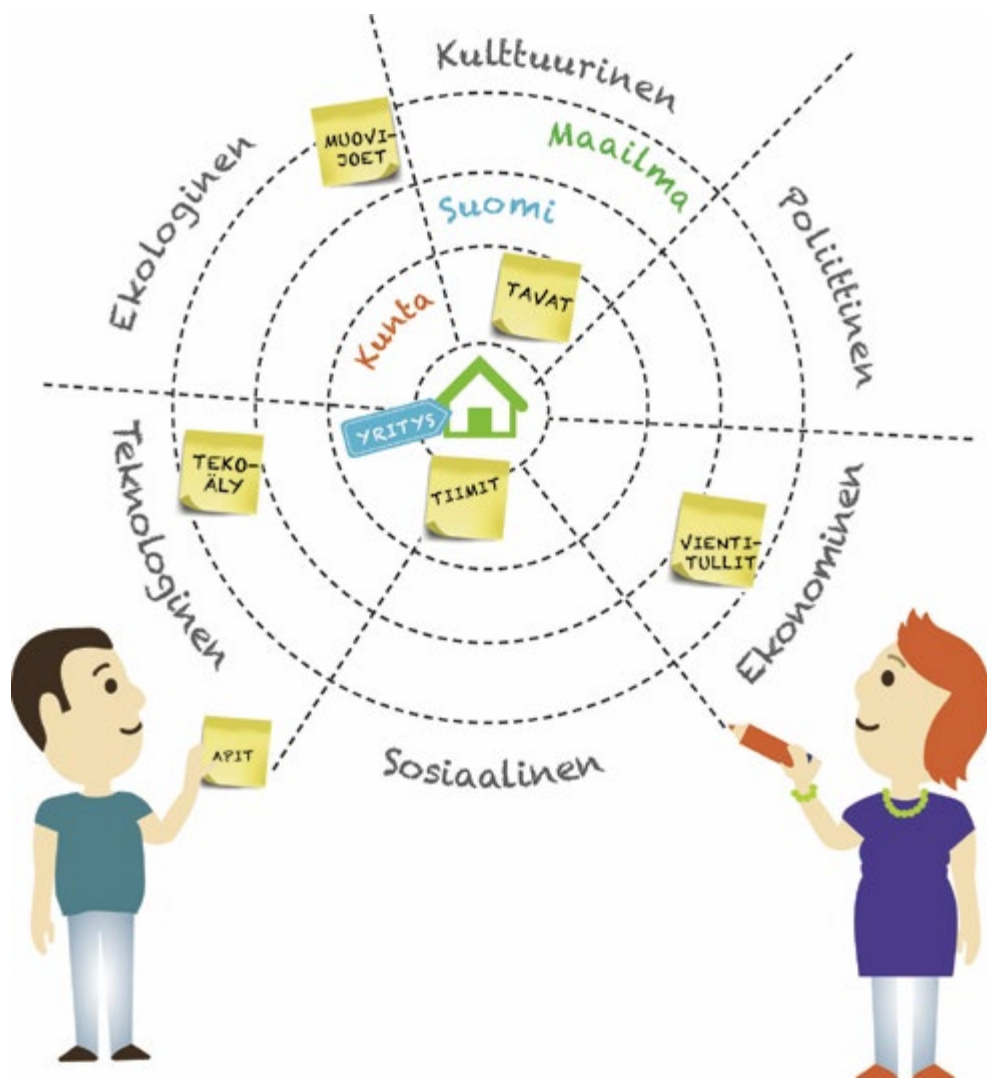 Kulttuurinen
MUOVI-
JOET
Maailma
Ekologinen
Suomi
Poliittinen
TAVAT
Kunta
YRITYS
Teknologinen
TEKO-
ÄLY
TIIMIT
VIENTI-
TULLIT
Ekonominen
APIT
Sosiaalinen